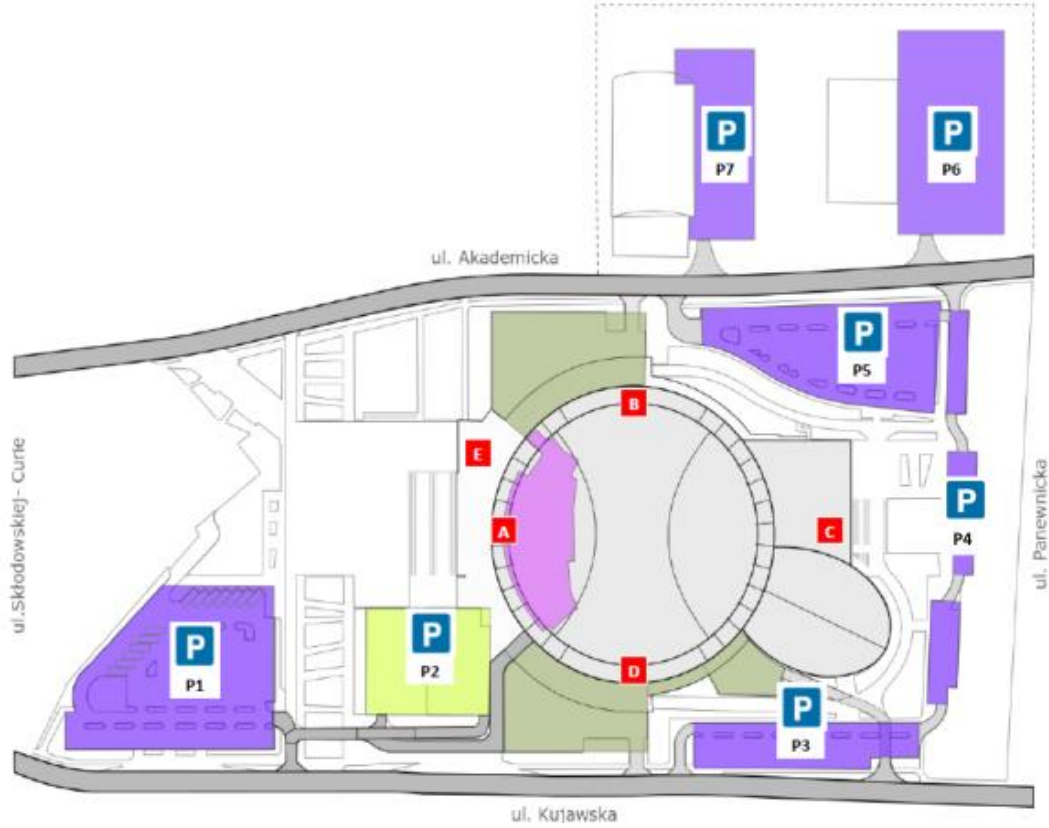 P
P7
P
P6
ul. Akademicka
P
P5
B
E
A
C
P
P4
ul.Skłodowskiej- Curie
ul. Panewnicka
P
P1
P
P2
D
P
P3
ul. Kujawska